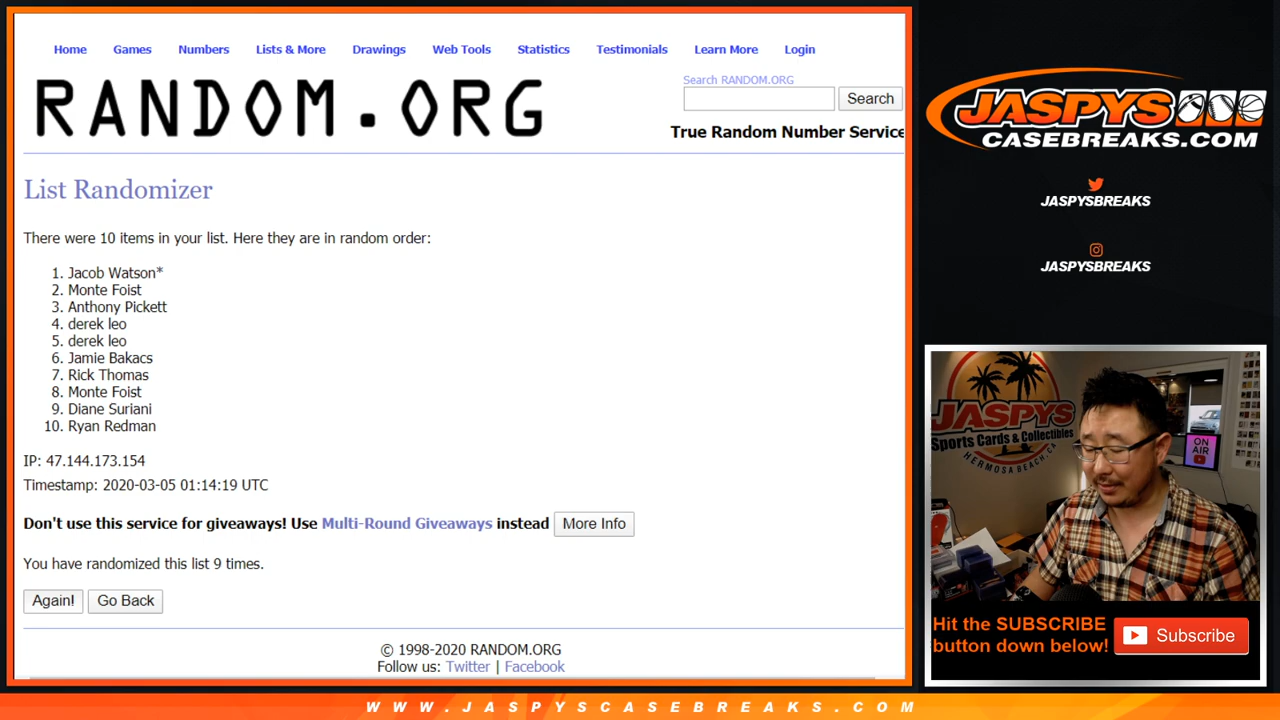 Home Games Numbers Lists & More Drawings Web Tools Statistics Testimonials Learn More Login
RANDOM.ORG
Search RANDOM.ORG
Search
True Random Number Service
List Randomizer
There were 10 items in your list. Here they are in random order:
1. Jacob Watson*
2. Monte Foist
3. Anthony Pickett
4. derek leo
5. derek leo
6. Jamie Bakacs
7. Rick Thomas
8. Monte Foist
9. Diane Suriani
10. Ryan Redman
IP: 47.144.173.154
Timestamp: 2020-03-05 01:14:19 UTC
Don't use this service for giveaways! Use Multi-Round Giveaways instead More Info
You have randomized this list 9 times.
Again! Go Back
© 1998-2020 RANDOM.ORG
Follow us: Twitter | Facebook
JASPYS
CASEBREAKS.COM
JASPYSBREAKS
JASPYSBREAKS
JASPYS
Sports Cards & Collectibles
HERMOSA BEACH, CA
ON
AIR
Hit the SUBSCRIBE
button down below!
Subscribe
WWW.JASPYSCASEBREAKS.COM